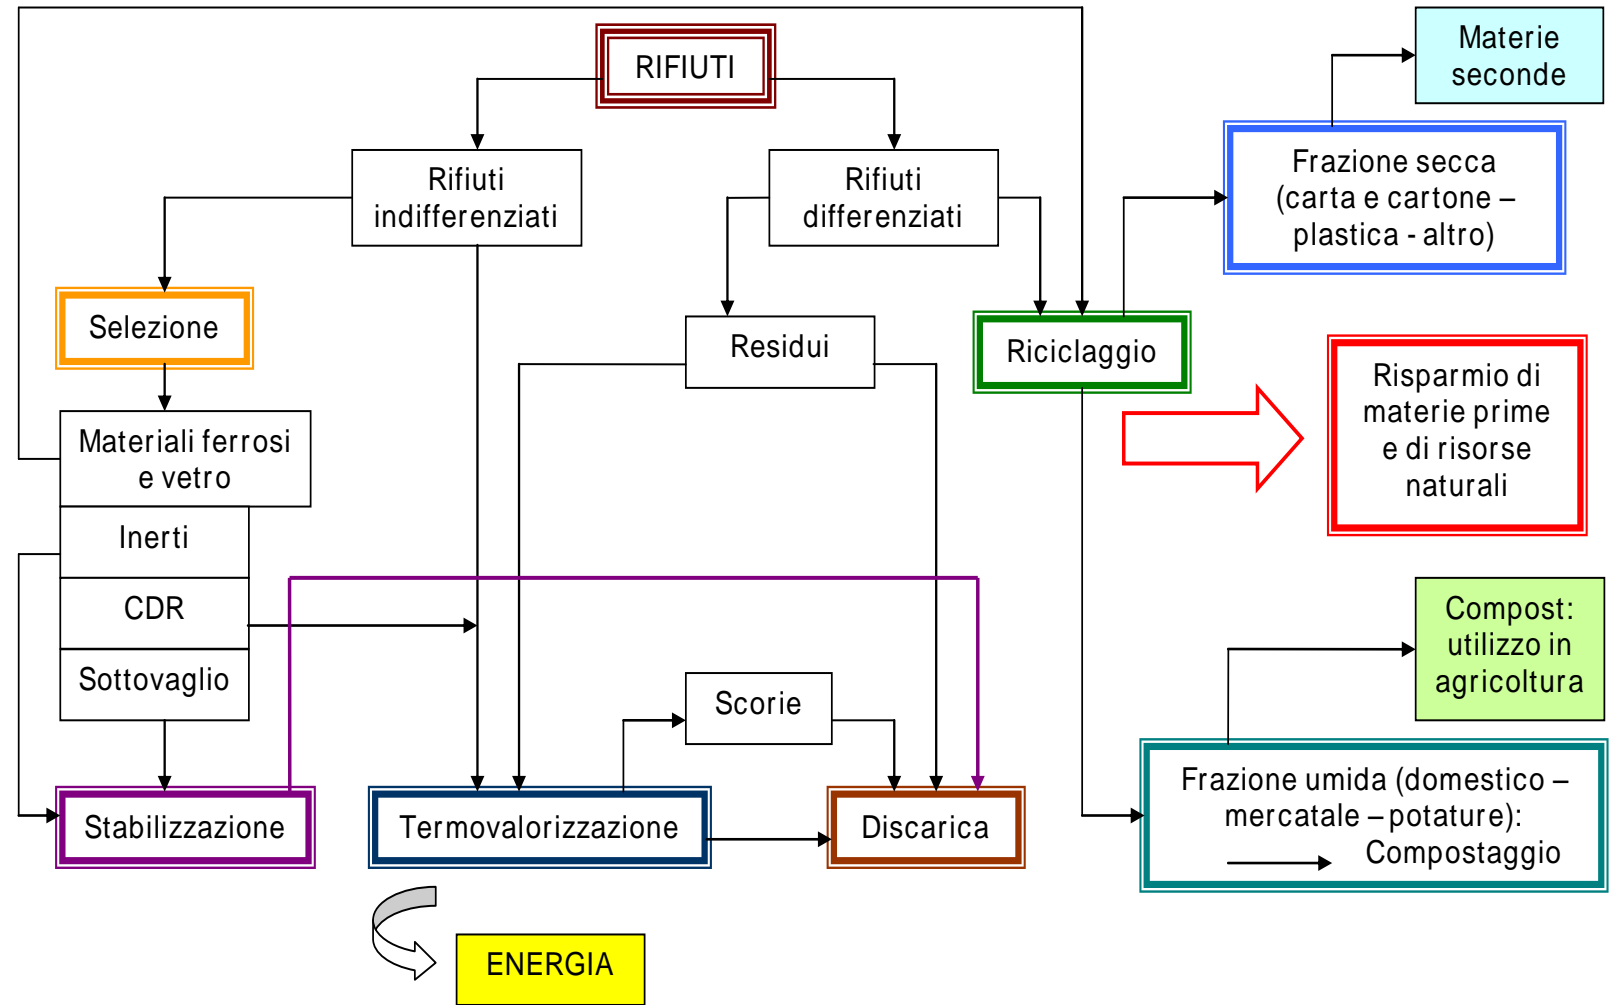 RIFIUTI
Materie
seconde
Rifiuti
indifferenziati
Rifiuti
differenziati
Frazione secca
(carta e cartone –
plastica - altro)
Selezione
Residui
Riciclaggio
Risparmio di
materie prime
e di risorse
naturali
Materiali ferrosi
e vetro
Inerti
CDR
Sottovaglio
Compost:
utilizzo in
agricoltura
Scorie
Stabilizzazione
Termovalorizzazione
Discarica
Frazione umida (domestico –
mercatale – potature):
Compostaggio
ENERGIA